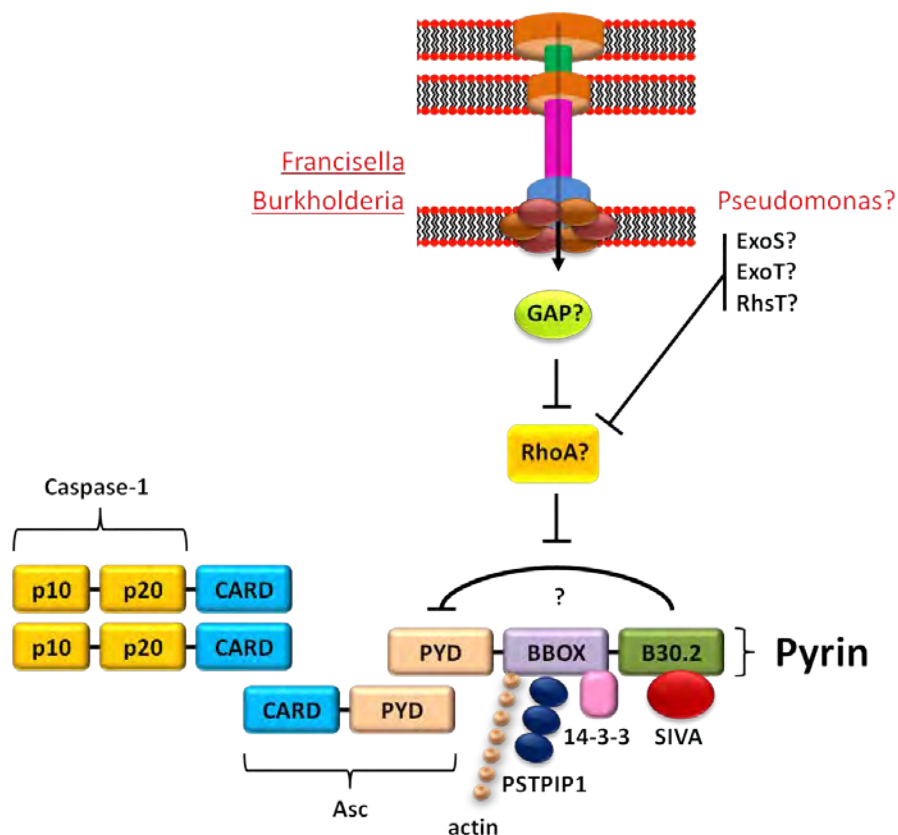 Francisella
Burkholderia
Pseudomonas?
ExoS?
ExoT?
RhsT?
GAP?
RhoA?
Caspase-1
p10 p20 CARD
p10 p20 CARD
?
PYD BBOX B30.2 Pyrin
CARD PYD
14-3-3 SIVA
PSTPIP1
Asc
actin